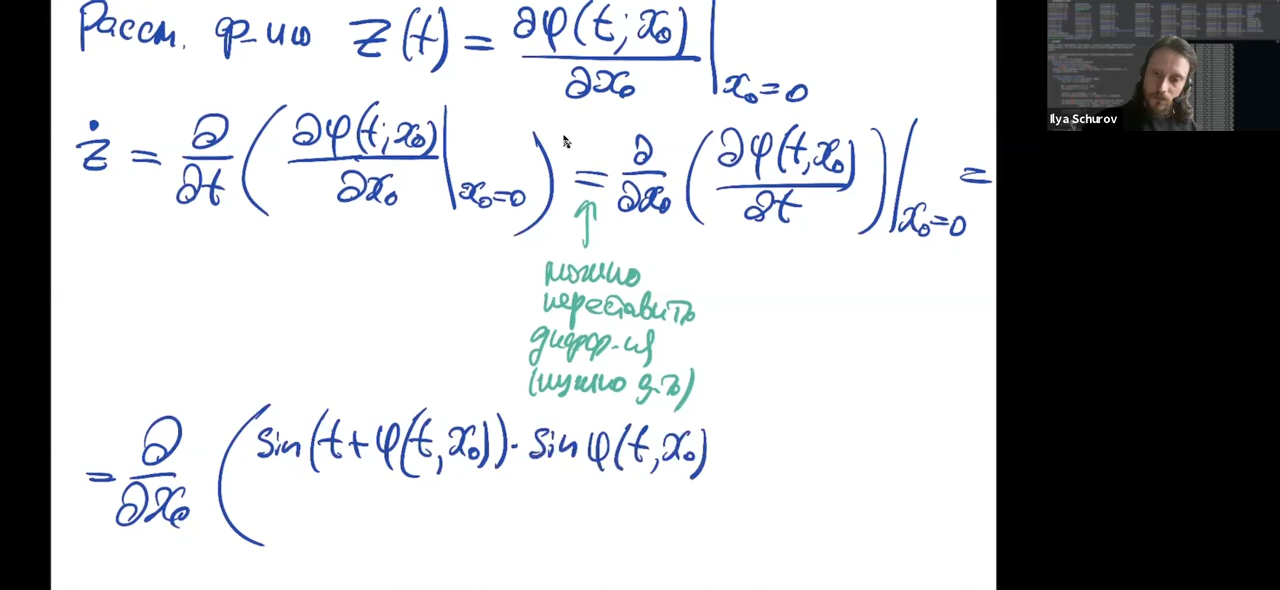 Рассм. ф-ию z(t) = ∂φ(t; x₀)/∂x₀ |x₀=0
ż = ∂/∂t (∂φ(t; x₀)/∂x₀ |x₀=0) = ∂/∂x₀ (∂φ(t, x₀)/∂t) |x₀=0 =
можно
переставить
дифф-я
(нужно д-ть)
= ∂/∂x₀ (sin(t+φ(t, x₀))· sin φ(t, x₀)
Ilya Schurov